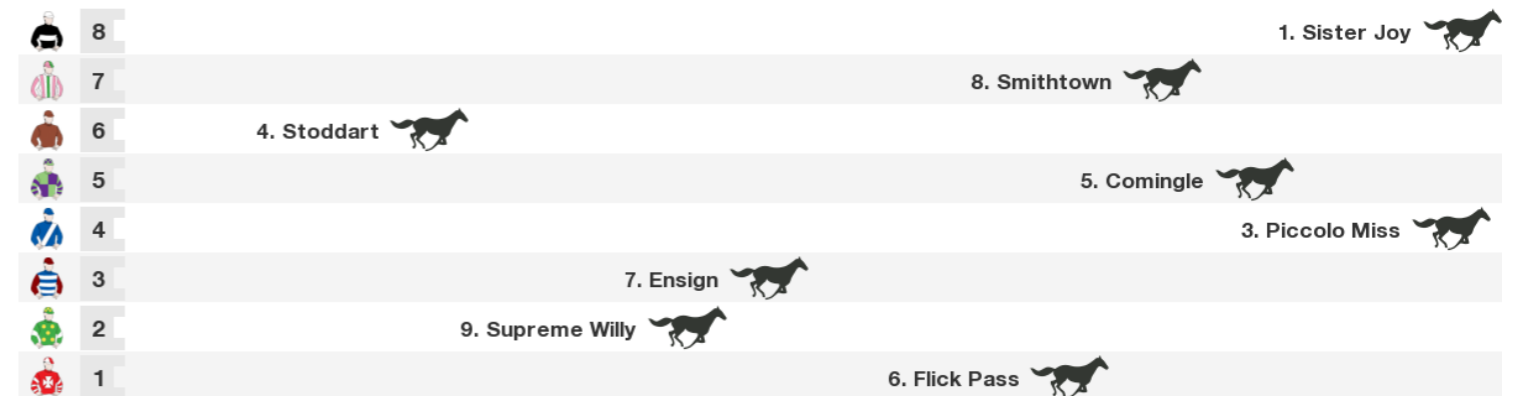 8 1. Sister Joy
7 8. Smithtown
6 4. Stoddart
5 5. Comingle
4 3. Piccolo Miss
3 7. Ensign
2 9. Supreme Willy
1 6. Flick Pass